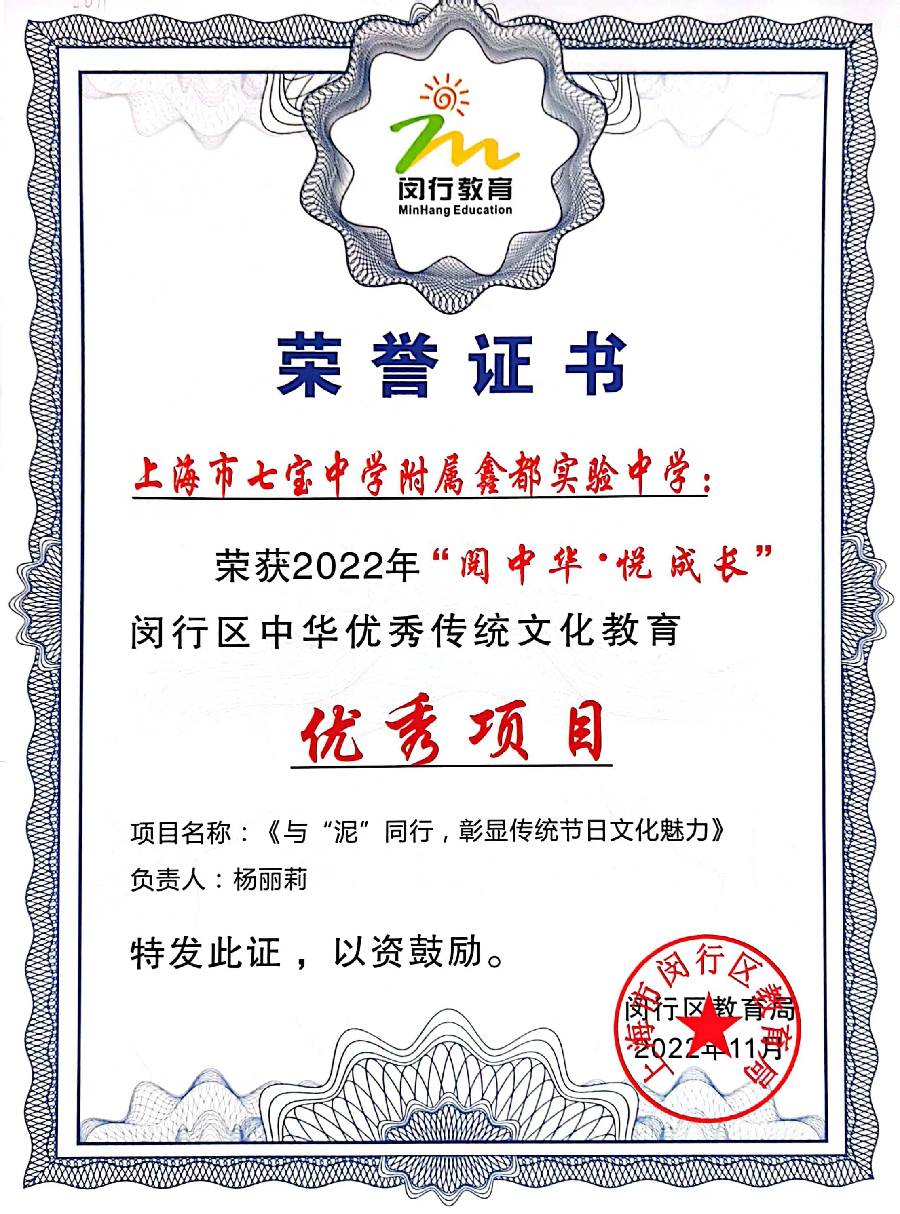 闵行教育
MinHang Education
荣誉证书
上海市七宝中学附属鑫都实验中学：
荣获2022年“阅中华·悦成长”
闵行区中华优秀传统文化教育
优秀项目
项目名称：《与“泥”同行，彰显传统节日文化魅力》
负责人：杨丽莉
特发此证，以资鼓励。
上海市闵行区教育局
闵行区教育局
2022年11月